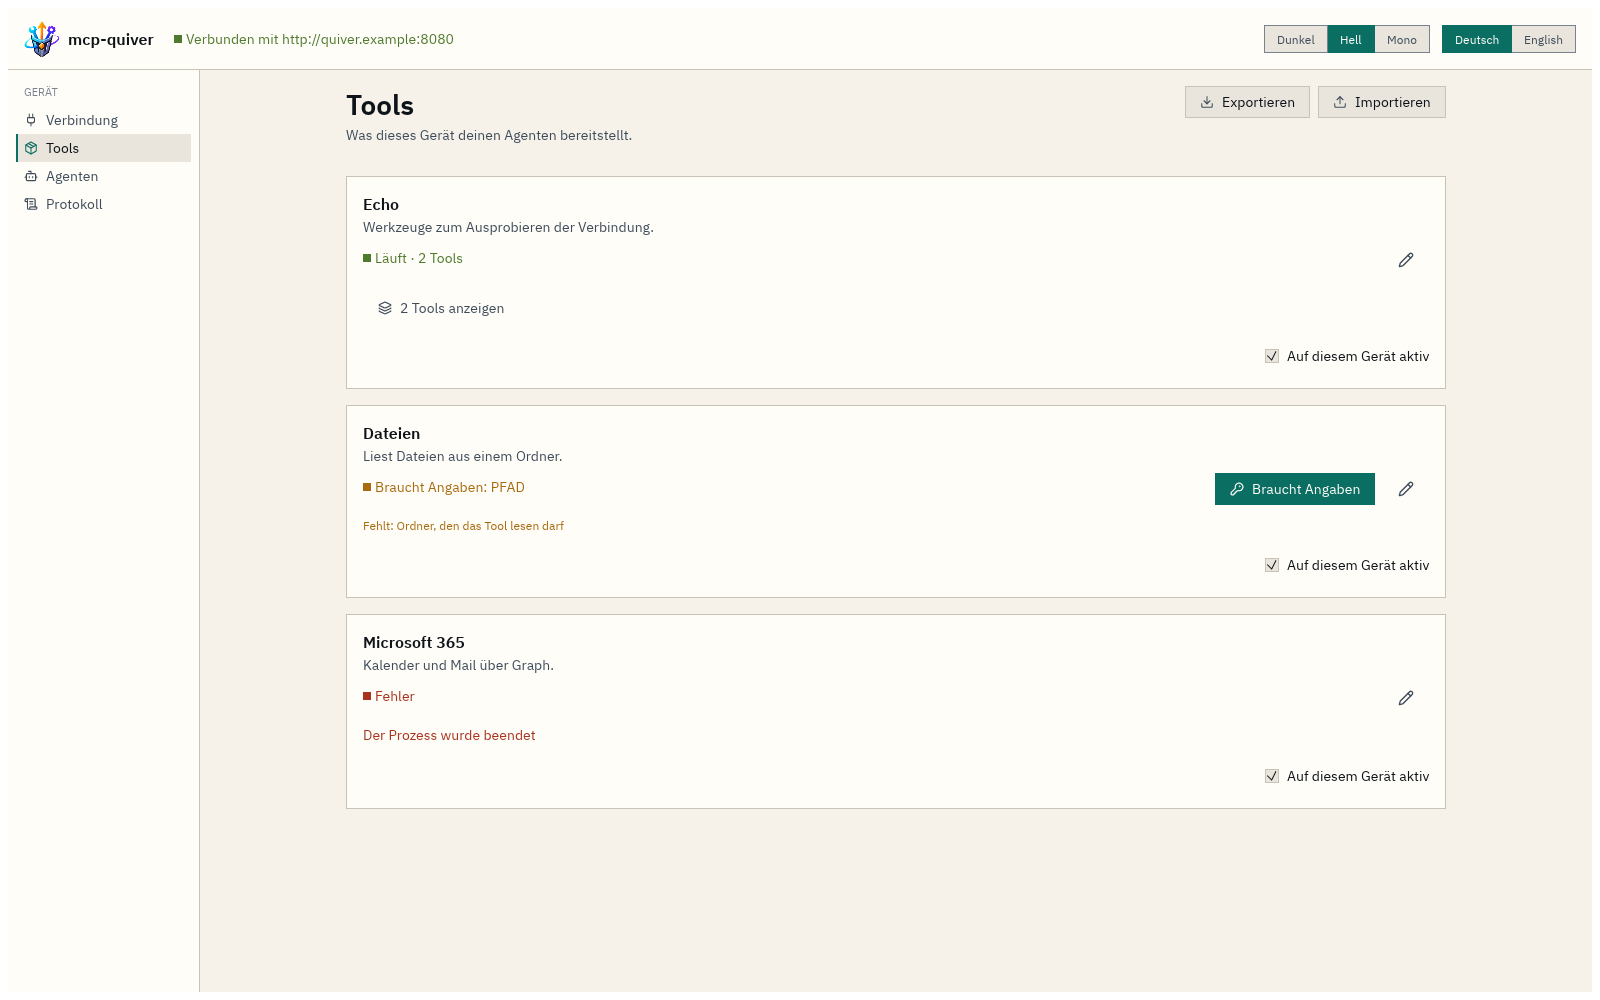 mcp-quiver
Verbunden mit http://quiver.example:8080
Dunkel Hell Mono
Deutsch English
GERÄT
Verbindung
Tools
Agenten
Protokoll
Tools
Was dieses Gerät deinen Agenten bereitstellt.
Exportieren
Importieren
Echo
Werkzeuge zum Ausprobieren der Verbindung.
Läuft · 2 Tools
2 Tools anzeigen
Auf diesem Gerät aktiv
Dateien
Liest Dateien aus einem Ordner.
Braucht Angaben: PFAD
Braucht Angaben
Fehlt: Ordner, den das Tool lesen darf
Auf diesem Gerät aktiv
Microsoft 365
Kalender und Mail über Graph.
Fehler
Der Prozess wurde beendet
Auf diesem Gerät aktiv